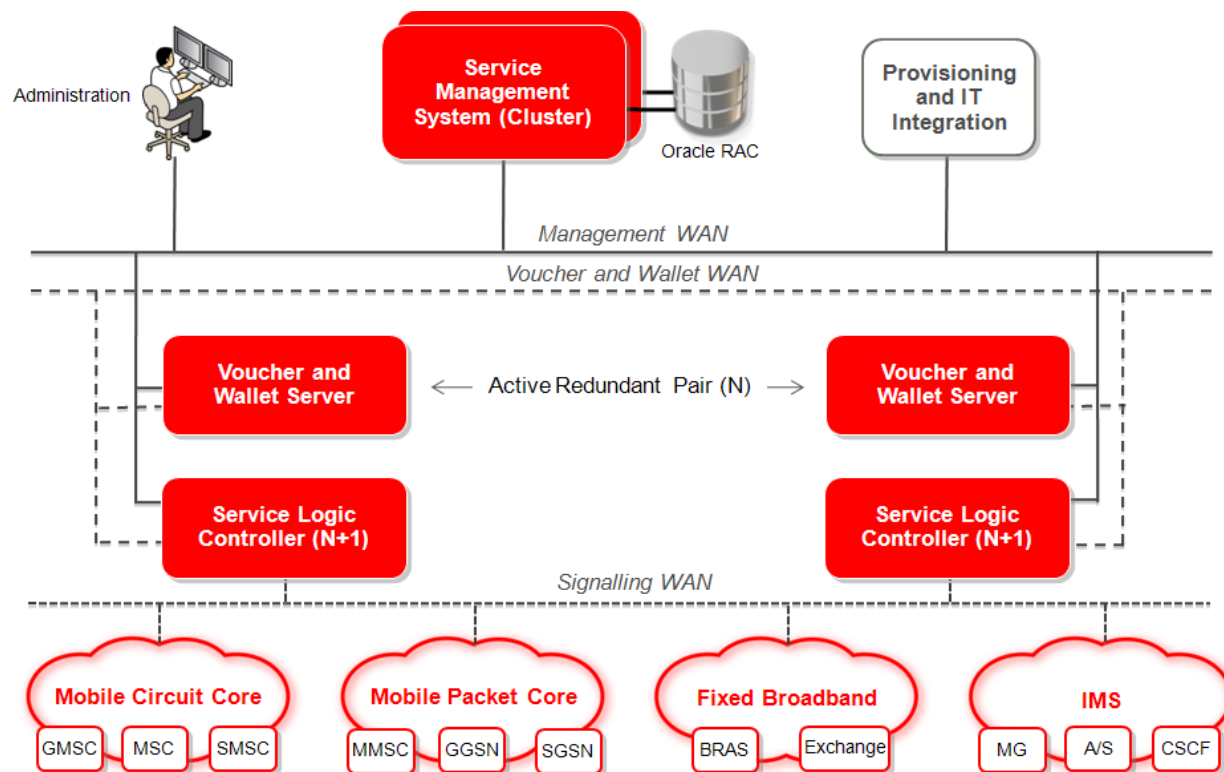 Administration
Service
Management
System (Cluster)
Oracle RAC
Provisioning
and IT
Integration
Management WAN
Voucher and Wallet WAN
Voucher and
Wallet Server
Active Redundant Pair (N)
Voucher and
Wallet Server
Service Logic
Controller (N+1)
Service Logic
Controller (N+1)
Signalling WAN
Mobile Circuit Core
GMSC
MSC
SMSC
Mobile Packet Core
MMSC
GGSN
SGSN
Fixed Broadband
BRAS
Exchange
IMS
MG
A/S
CSCF